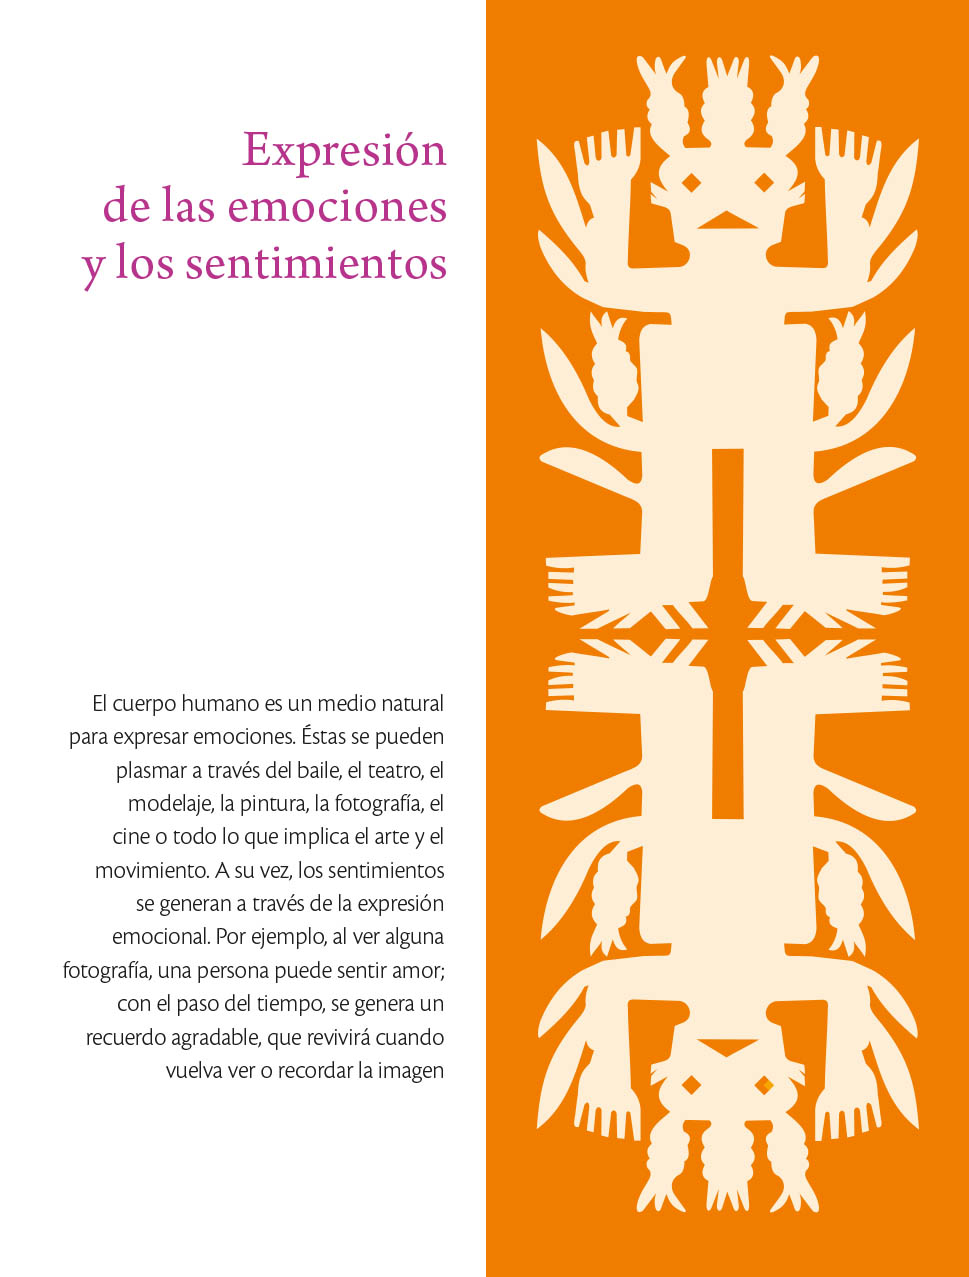 Expresión
de las emociones
y los sentimientos
El cuerpo humano es un medio natural
para expresar emociones. Éstas se pueden
plasmar a través del baile, el teatro, el
modelaje, la pintura, la fotografía, el
cine o todo lo que implica el arte y el
movimiento. A su vez, los sentimientos
se generan a través de la expresión
emocional. Por ejemplo, al ver alguna
fotografía, una persona puede sentir amor;
con el paso del tiempo, se genera un
recuerdo agradable, que revivirá cuando
vuelva ver o recordar la imagen